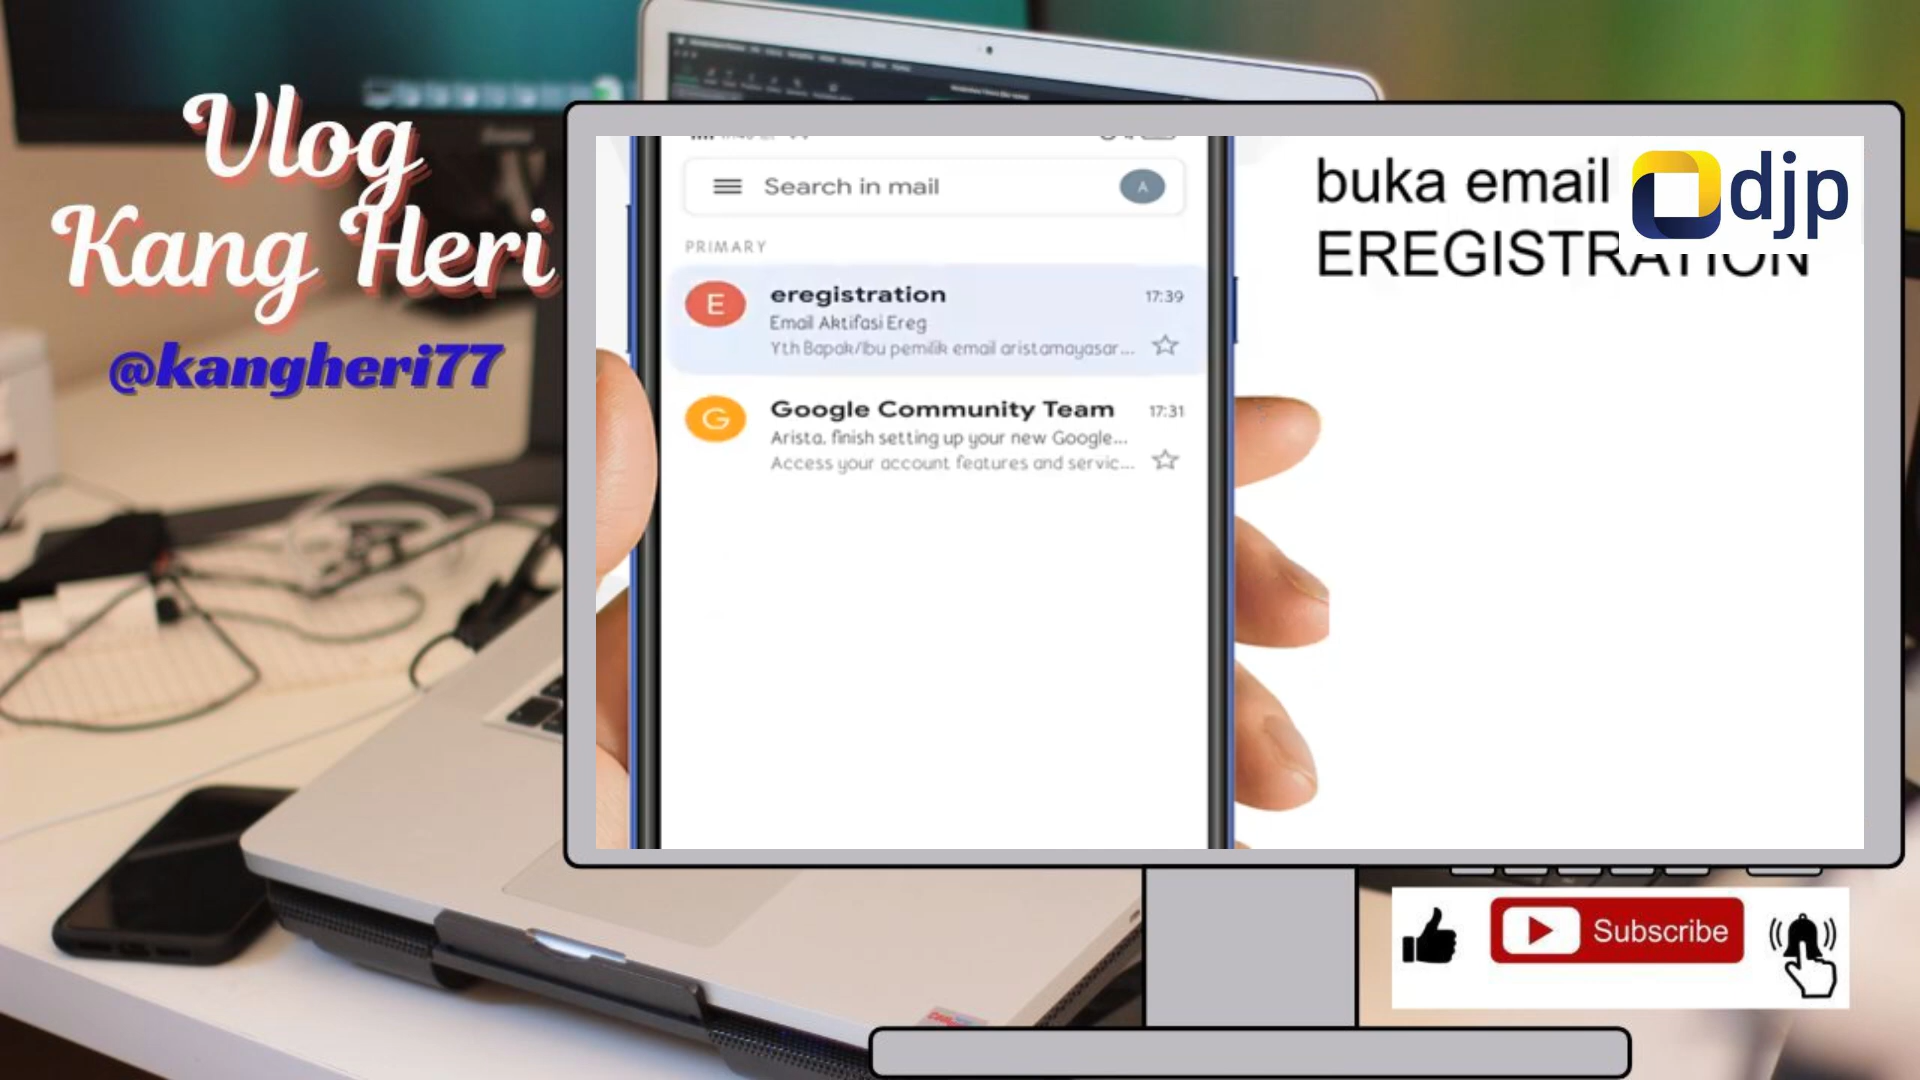 Vlog
Kang Heri
@kangheri77
Search in mail
A
PRIMARY
E
eregistration
17:39
Email Aktifasi Ereg
Yth Bapak/Ibu pemilik email aristamayasar...
G
Google Community Team
17:31
Arista, finish setting up your new Google...
Access your account features and servic...
buka email
djp
EREGISTRATION
Subscribe